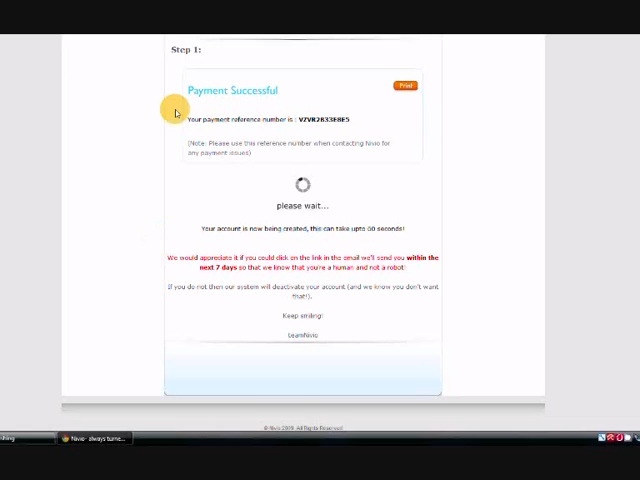 Step 1:
Payment Successful
Print
Your payment reference number is :
(Note: Please use this reference number when contacting Nivio for
any payment issues)
please wait...
Your account is now being created, this can take upto 60 seconds!
We would appreciate it if you could click on the link in the email we'll send you within the
next 7 days so that we know that you're a human and not a robot!
If you do not then our system will deactivate your account (and we know you don't want
that!).
Keep smiling!
TeamNivio
© Nivio 2009. All Rights Reserved
Nivio- always turne...